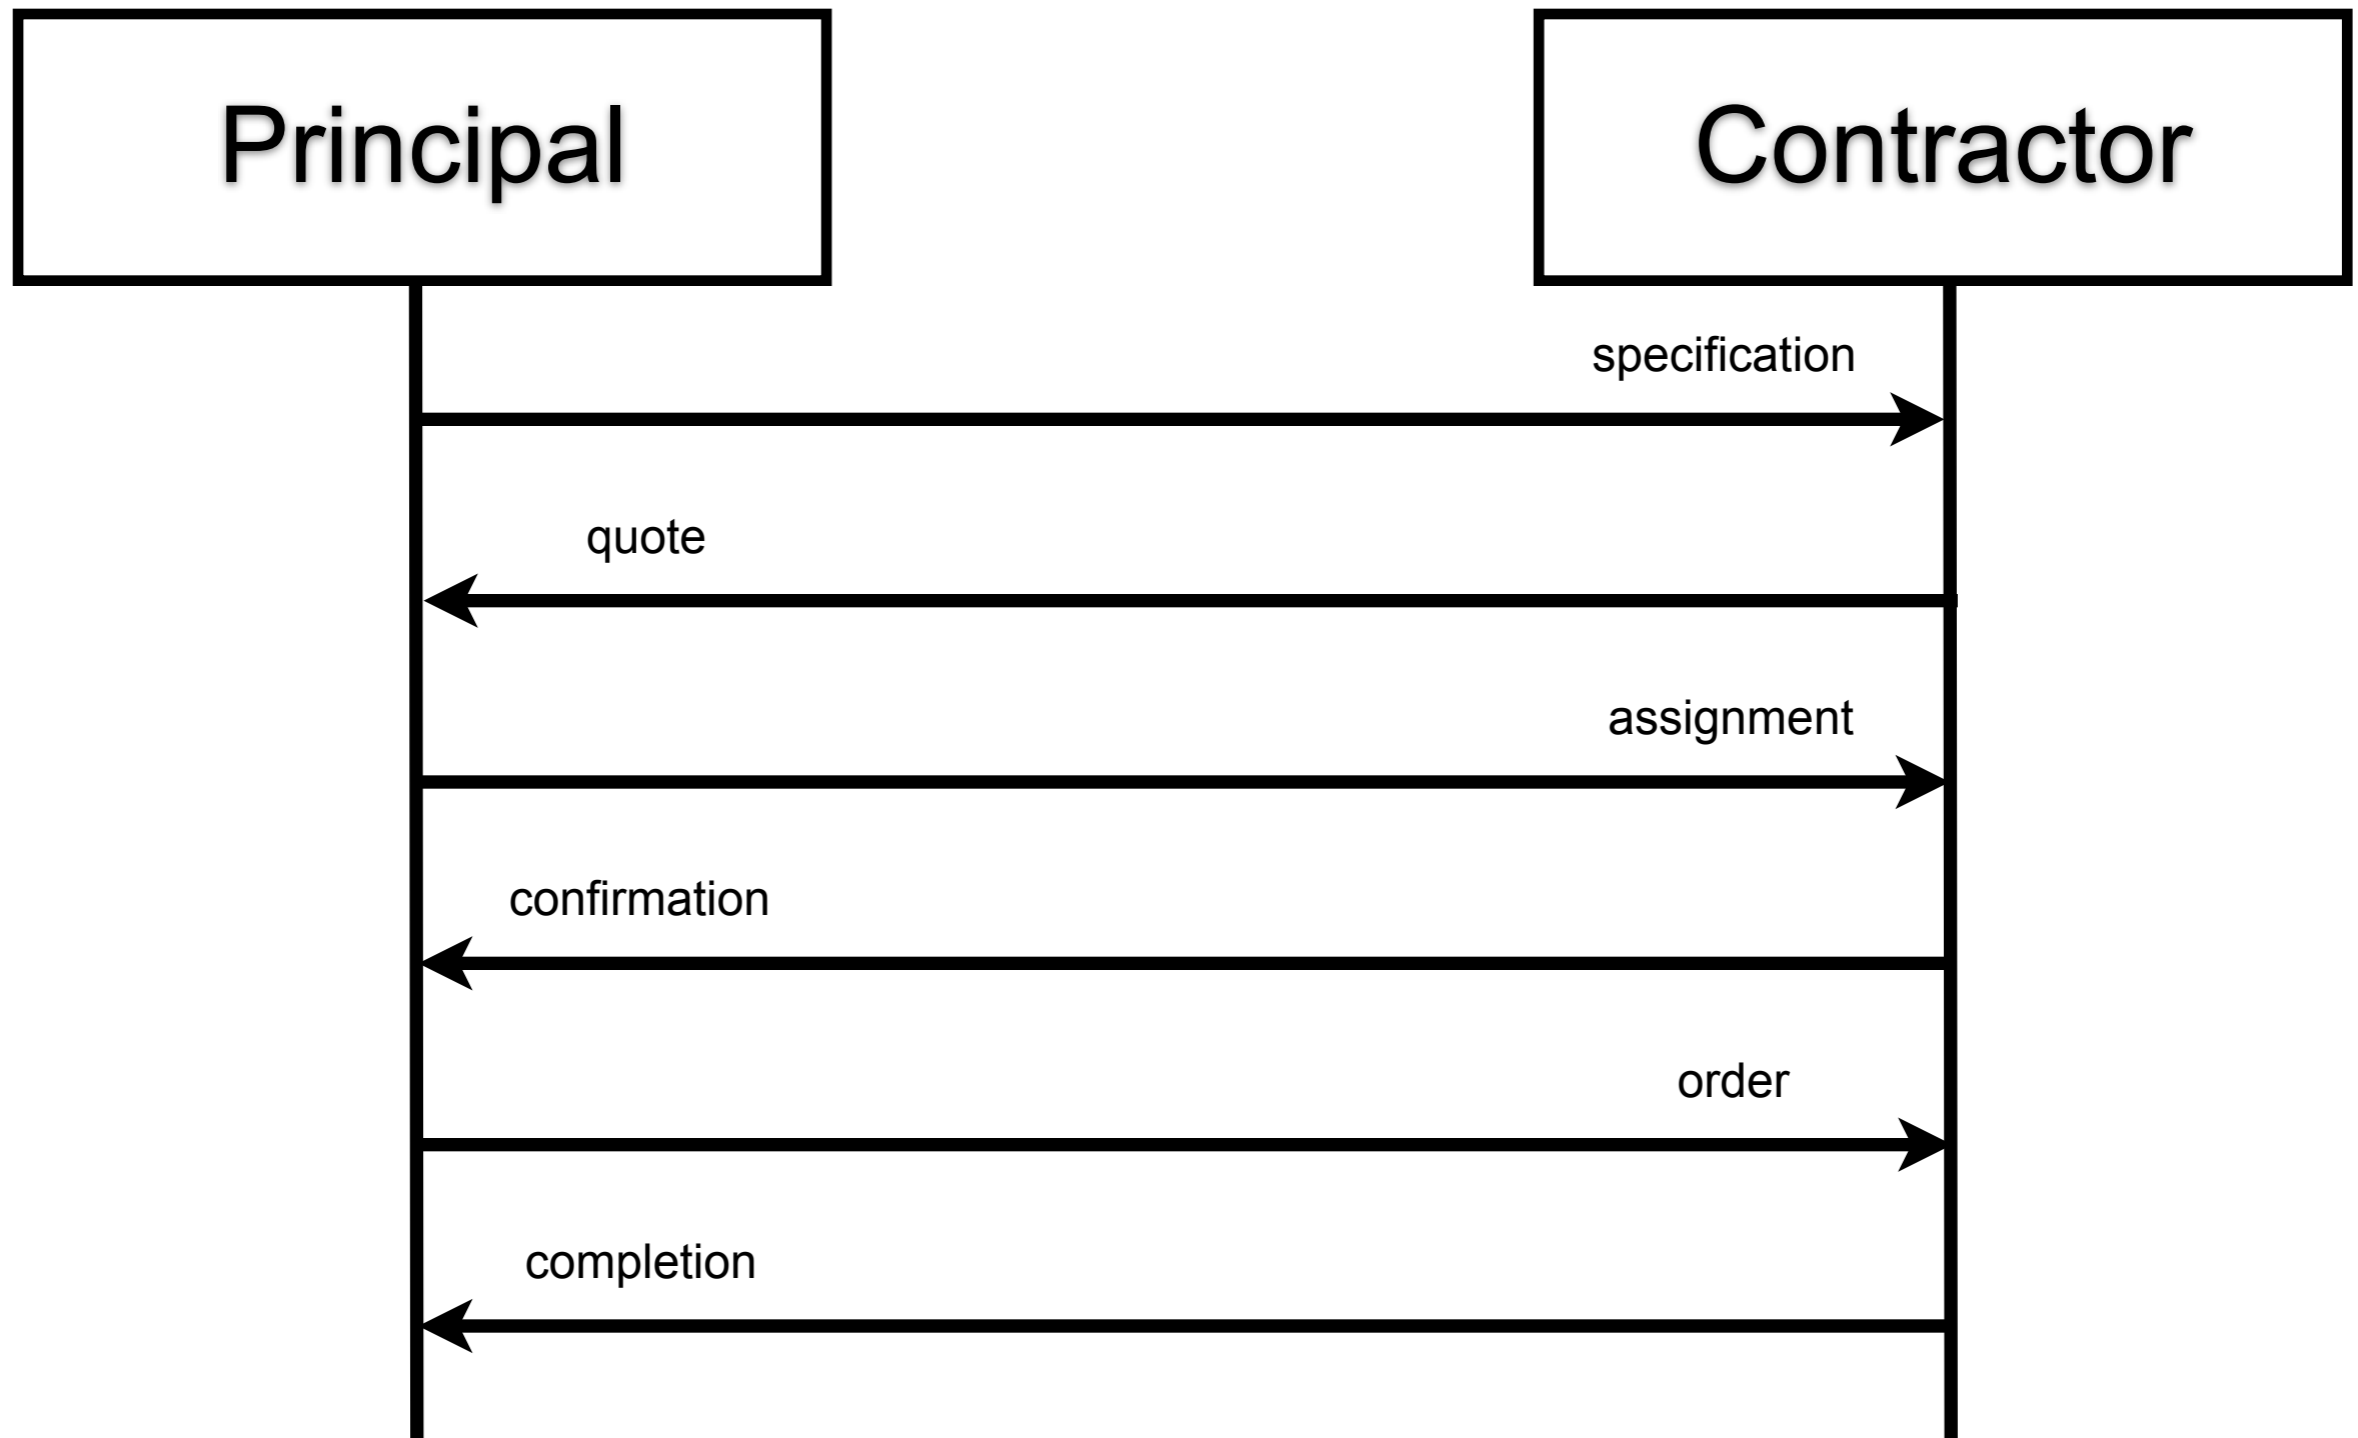 Principal
Contractor
specification
quote
assignment
confirmation
order
completion